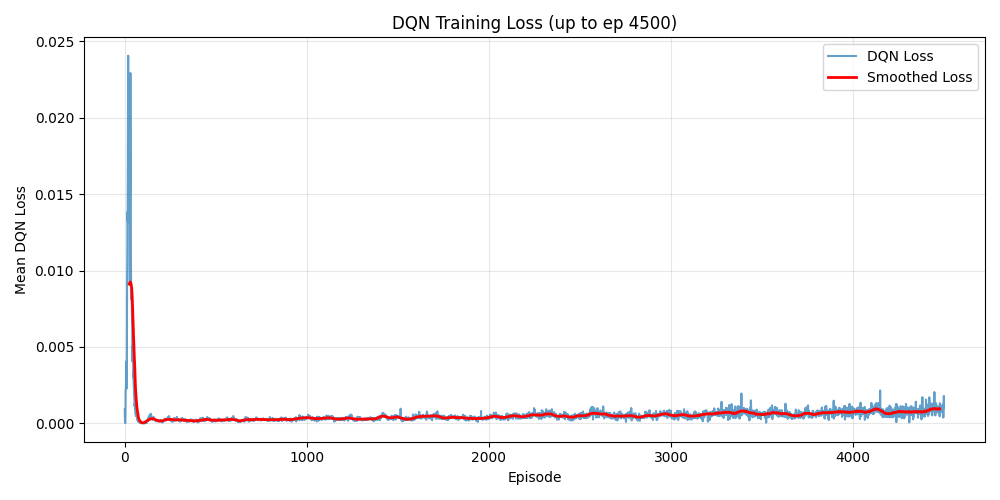 DQN Training Loss (up to ep 4500)
DQN Loss
Smoothed Loss
Mean DQN Loss
0.025
0.020
0.015
0.010
0.005
0.000
0
1000
2000
3000
4000
Episode